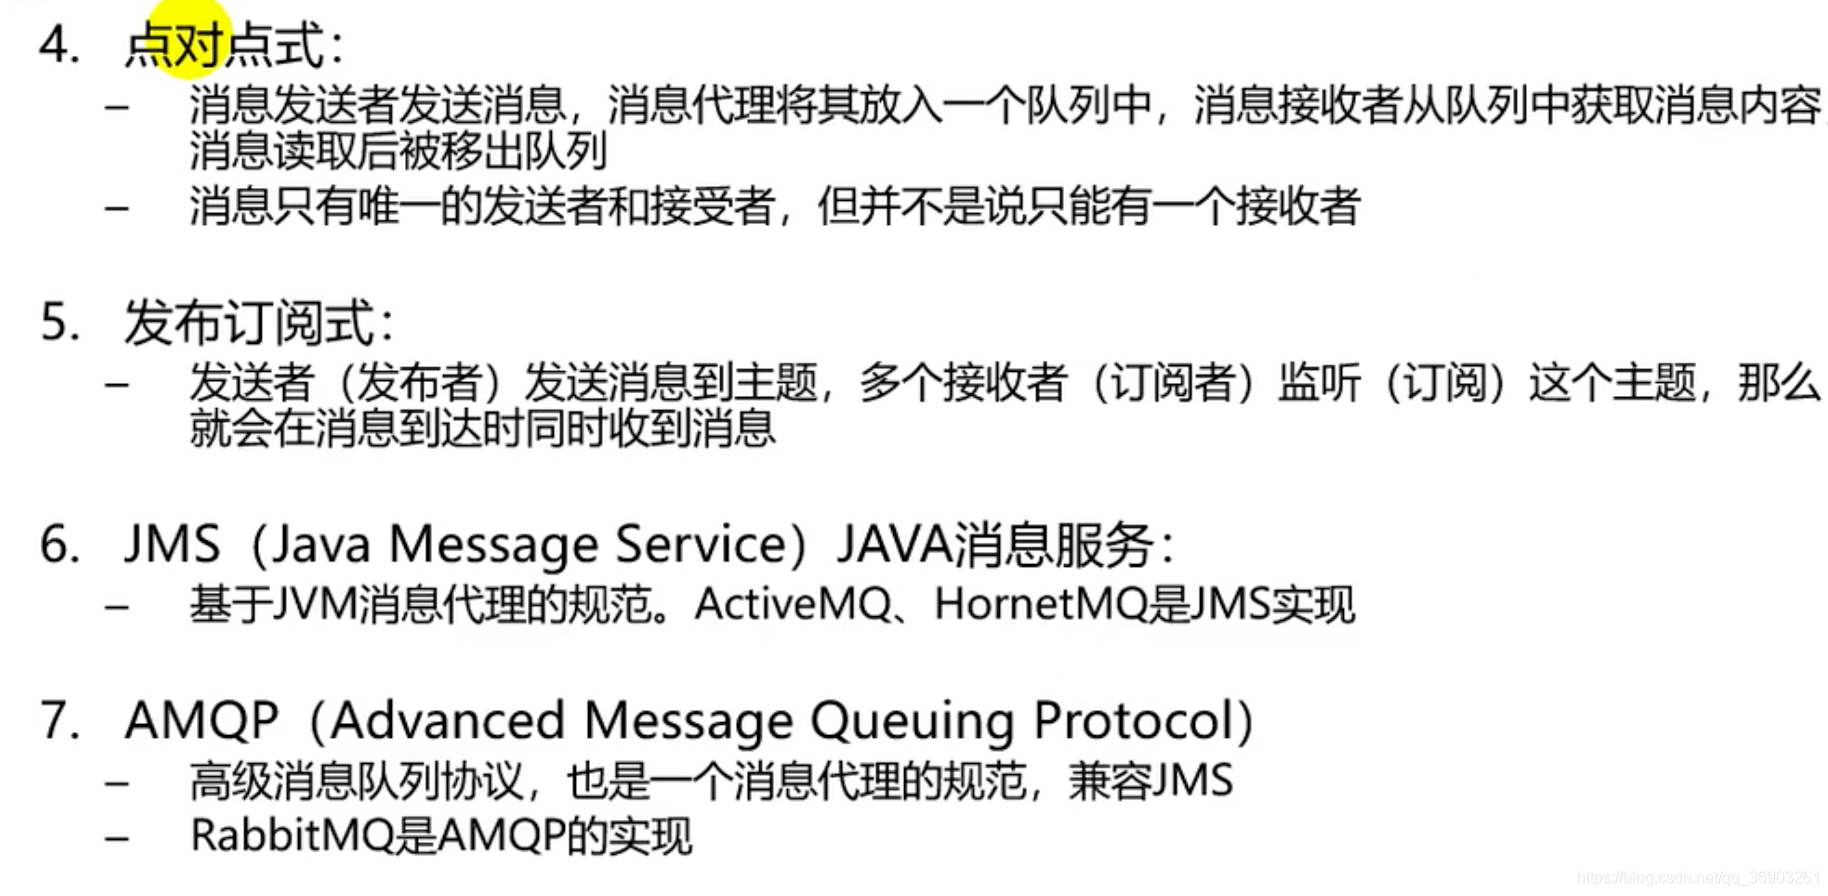 4. 点对点式：
– 消息发送者发送消息，消息代理将其放入一个队列中，消息接收者从队列中获取消息内容，
消息读取后被移出队列
– 消息只有唯一的发送者和接受者，但并不是说只能有一个接收者
5. 发布订阅式：
– 发送者（发布者）发送消息到主题，多个接收者（订阅者）监听（订阅）这个主题，那么
就会在消息到达时同时收到消息
6. JMS（Java Message Service）JAVA消息服务：
– 基于JVM消息代理的规范。ActiveMQ、HornetMQ是JMS实现
7. AMQP（Advanced Message Queuing Protocol）
– 高级消息队列协议，也是一个消息代理的规范，兼容JMS
– RabbitMQ是AMQP的实现
https://blog.csdn.net/qq_36903261